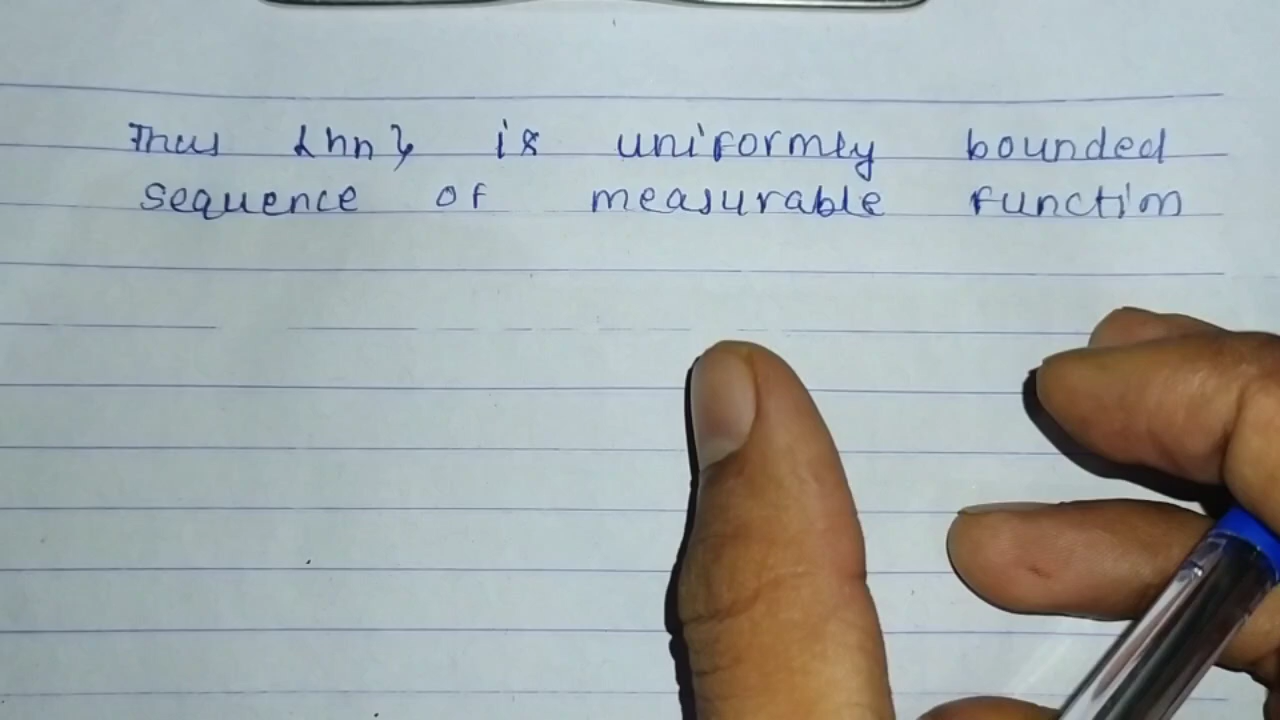 Thus {hn} is uniformly bounded
sequence of measurable function